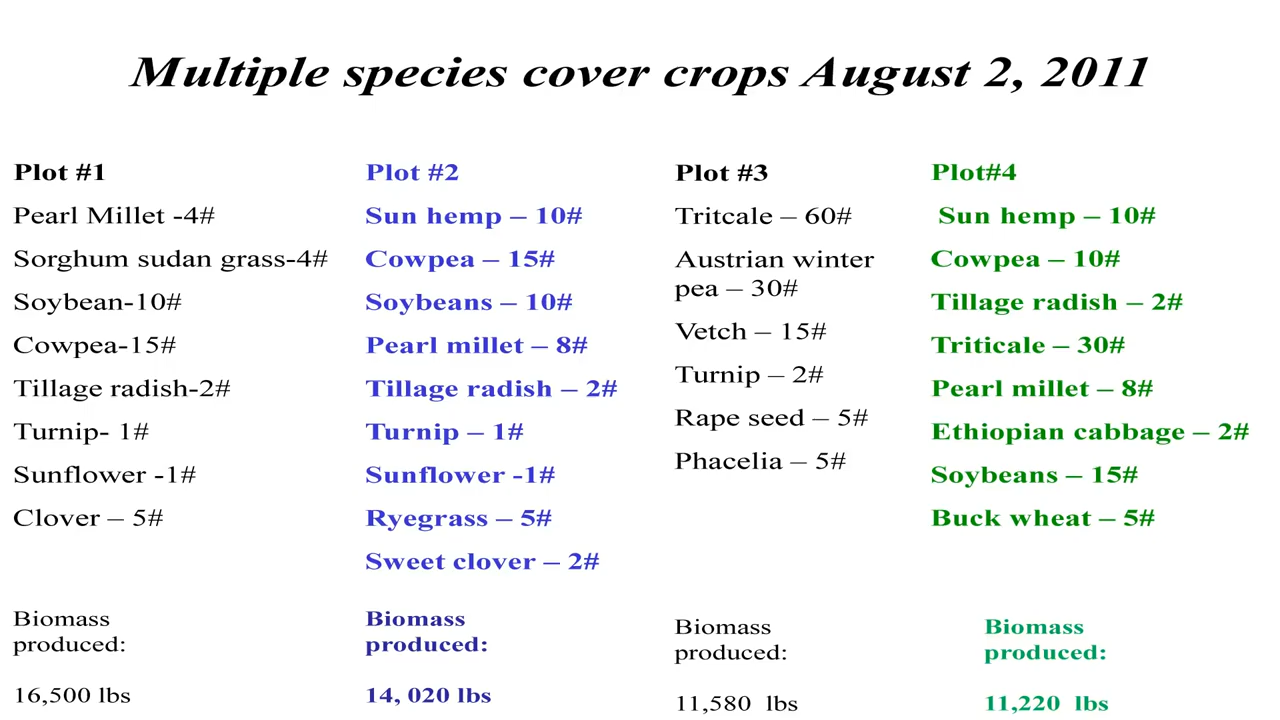 Multiple species cover crops August 2, 2011
Plot #1
Pearl Millet -4#
Sorghum sudan grass-4#
Soybean-10#
Cowpea-15#
Tillage radish-2#
Turnip- 1#
Sunflower -1#
Clover – 5#
Biomass
produced:
16,500 lbs
Plot #2
Sun hemp – 10#
Cowpea – 15#
Soybeans – 10#
Pearl millet – 8#
Tillage radish – 2#
Turnip – 1#
Sunflower -1#
Ryegrass – 5#
Sweet clover – 2#
Biomass
produced:
14, 020 lbs
Plot #3
Tritcale – 60#
Austrian winter
pea – 30#
Vetch – 15#
Turnip – 2#
Rape seed – 5#
Phacelia – 5#
Biomass
produced:
11,580  lbs
Plot#4
Sun hemp – 10#
Cowpea – 10#
Tillage radish – 2#
Triticale – 30#
Pearl millet – 8#
Ethiopian cabbage – 2#
Soybeans – 15#
Buck wheat – 5#
Biomass
produced:
11,220  lbs